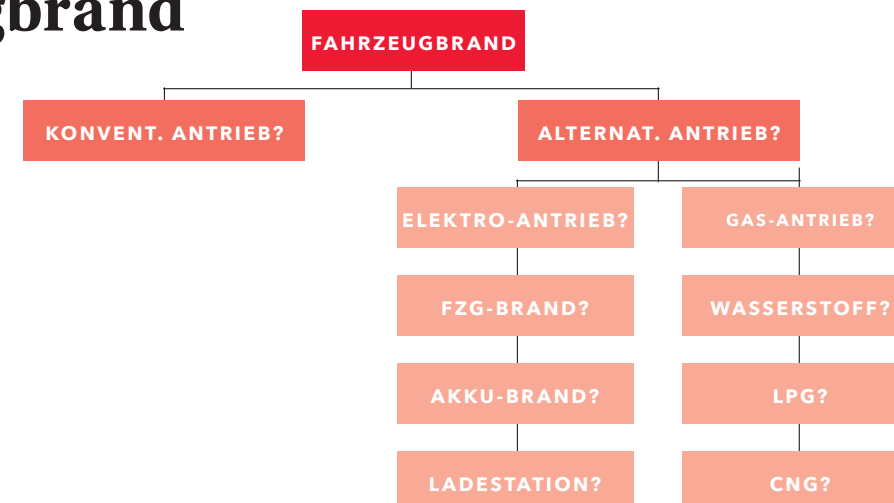 gbrand
FAHRZEUGBRAND
KONVENT. ANTRIEB?
ALTERNAT. ANTRIEB?
ELEKTRO-ANTRIEB?
GAS-ANTRIEB?
FZG-BRAND?
WASSERSTOFF?
AKKU-BRAND?
LPG?
LADESTATION?
CNG?